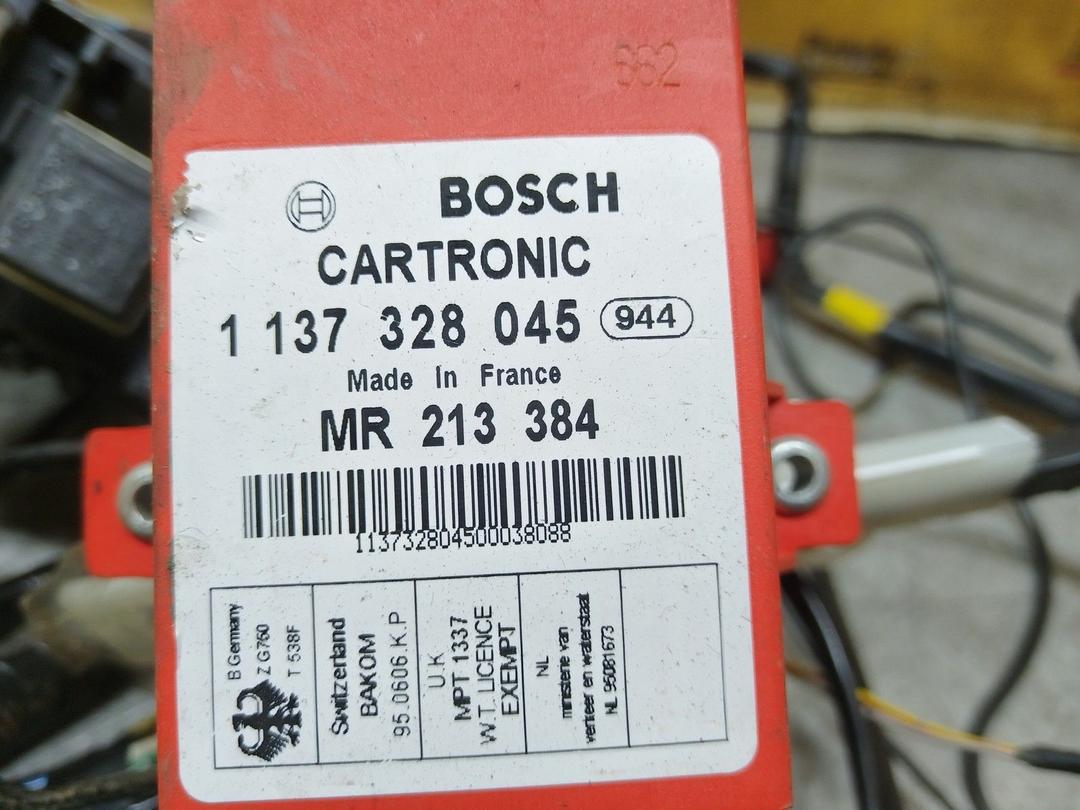 662
BOSCH
CARTRONIC
1 137 328 045 944
Made In France
MR 213 384
113732804500038088
B Germany
Z G760
T 538F
Switzerland
BAKOM
95.0606.K.P
U.K
MPT 1337
W.T. LICENCE
EXEMPT
NL
ministerie van
verkeer en waterstaat
NL 95081673